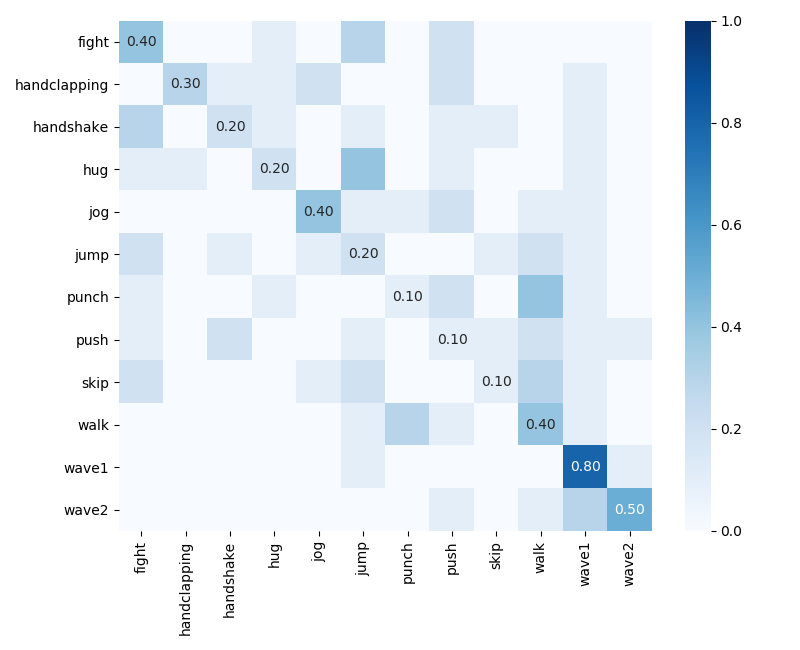 fight 0.40 1.0
handclapping 0.30
handshake 0.20 0.8
hug 0.20
jog 0.40 0.6
jump 0.20
punch 0.10 0.4
push 0.10
skip 0.10 0.2
walk 0.40
wave1 0.80
wave2 0.50 0.0
fight handclapping handshake hug jog jump punch push skip walk wave1 wave2